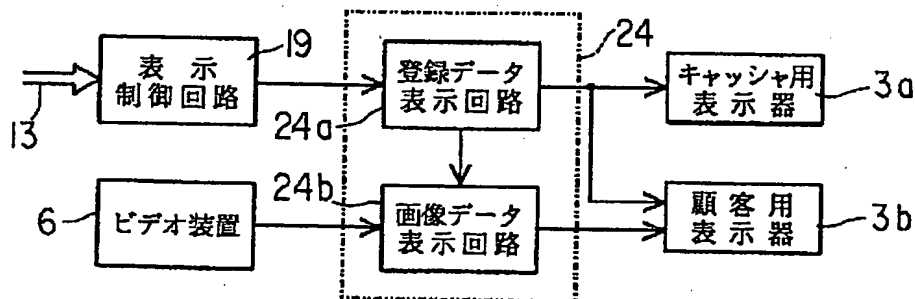 19
24
表示
制御回路
登録データ
表示回路
キャッシャ用
表示器
3a
13
24a
24b
6
ビデオ装置
画像データ
表示回路
顧客用
表示器
3b